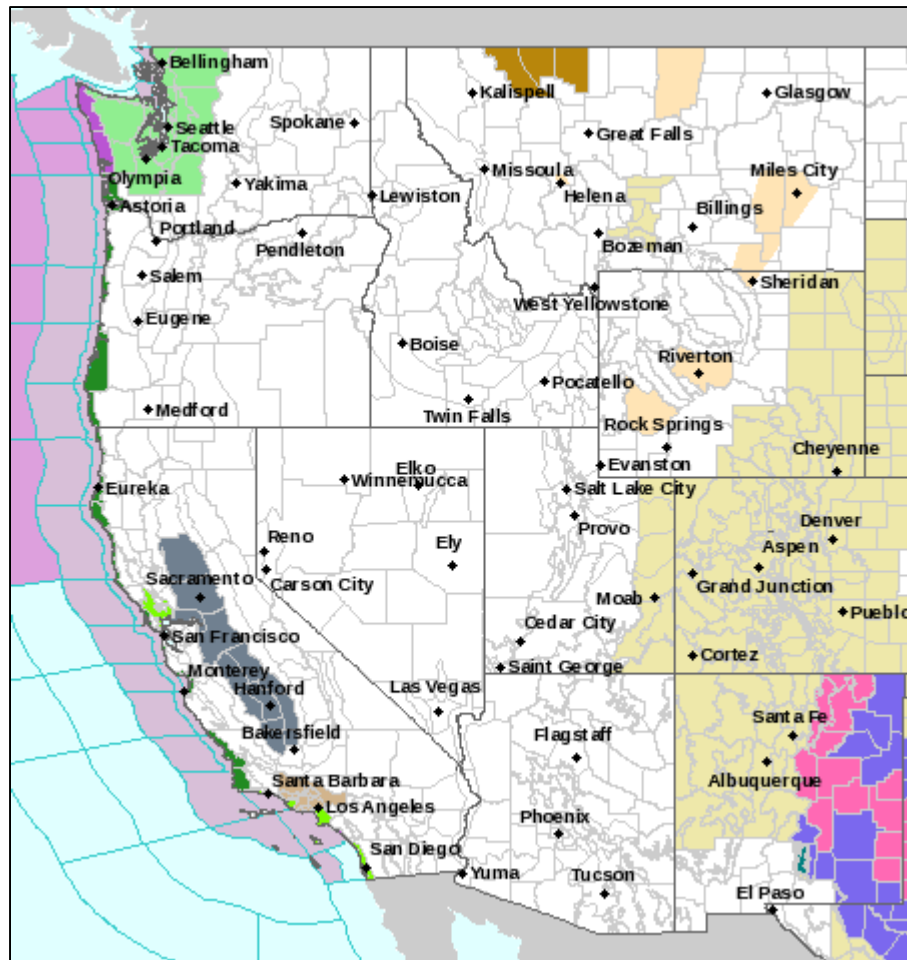 Bellingham
Kalispell
Glasgow
Seattle
Spokane
Great Falls
Tacoma
Missoula
Miles City
Olympia
Yakima
Lewiston
Helena
Astoria
Billings
Portland
Pendleton
Bozeman
Salem
Sheridan
West Yellowstone
Eugene
Boise
Riverton
Pocatello
Medford
Twin Falls
Rock Springs
Cheyenne
Elko
Evanston
Winnemucca
Eureka
Salt Lake City
Provo
Denver
Reno
Ely
Aspen
Sacramento
Carson City
Grand Junction
Moab
Pueblo
Cedar City
San Francisco
Cortez
Saint George
Monterey
Hanford
Las Vegas
Santa Fe
Bakersfield
Flagstaff
Albuquerque
Santa Barbara
Los Angeles
Phoenix
San Diego
Yuma
Tucson
El Paso